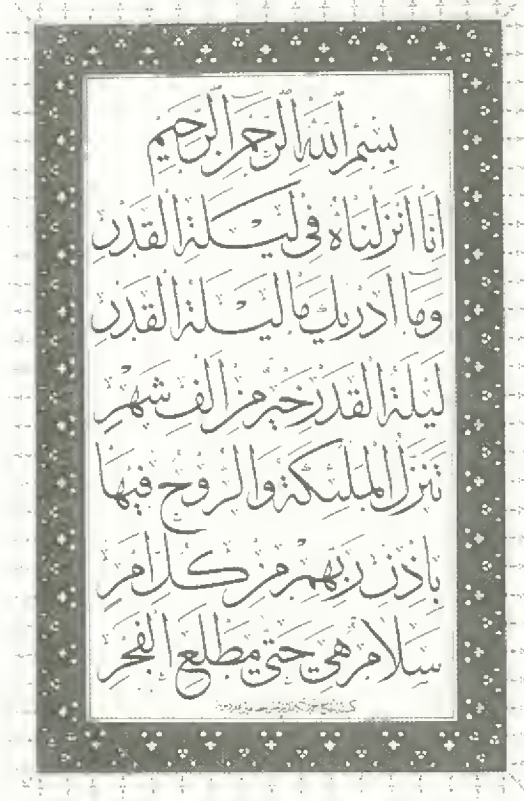 بسم الله الرحمن الرحيم
انا انزلناه في ليلة القدر
وما ادريك ما ليلة القدر
ليلة القدر خير من الف شهر
تنزل الملئكة والروح فيها
باذن ربهم من كل امر
سلام هي حتى مطلع الفجر